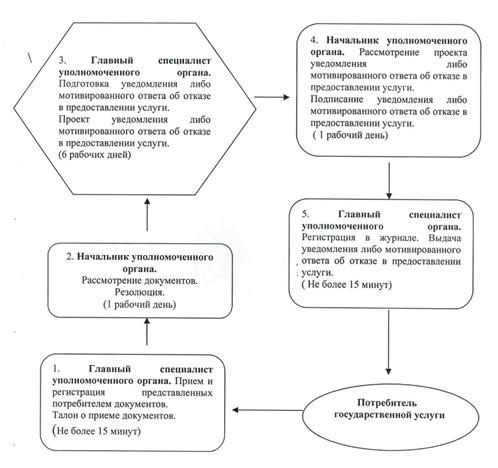 3. Главный специалист
уполномоченного органа.
Подготовка уведомления либо
мотивированного ответа об отказе
в предоставлении услуги.
Проект уведомления либо
мотивированного ответа об отказе
в предоставлении услуги.
(6 рабочих дней)
4. Начальник уполномоченного
органа. Рассмотрение проекта
уведомления либо
мотивированного ответа об отказе в
предоставлении услуги.
Подписание уведомления либо
мотивированного ответа об отказе в
предоставлении услуги.
( 1 рабочий день)
2. Начальник уполномоченного
органа.
Рассмотрение документов.
Резолюция.
(1 рабочий день)
5. Главный специалист
уполномоченного органа.
Регистрация в журнале. Выдача
уведомления либо мотивированного
ответа об отказе в предоставлении
услуги.
( Не более 15 минут)
1. Главный специалист
уполномоченного органа. Прием и
регистрация представленных
потребителем документов.
Талон о приеме документов.
(Не более 15 минут)
Потребитель
государственной услуги